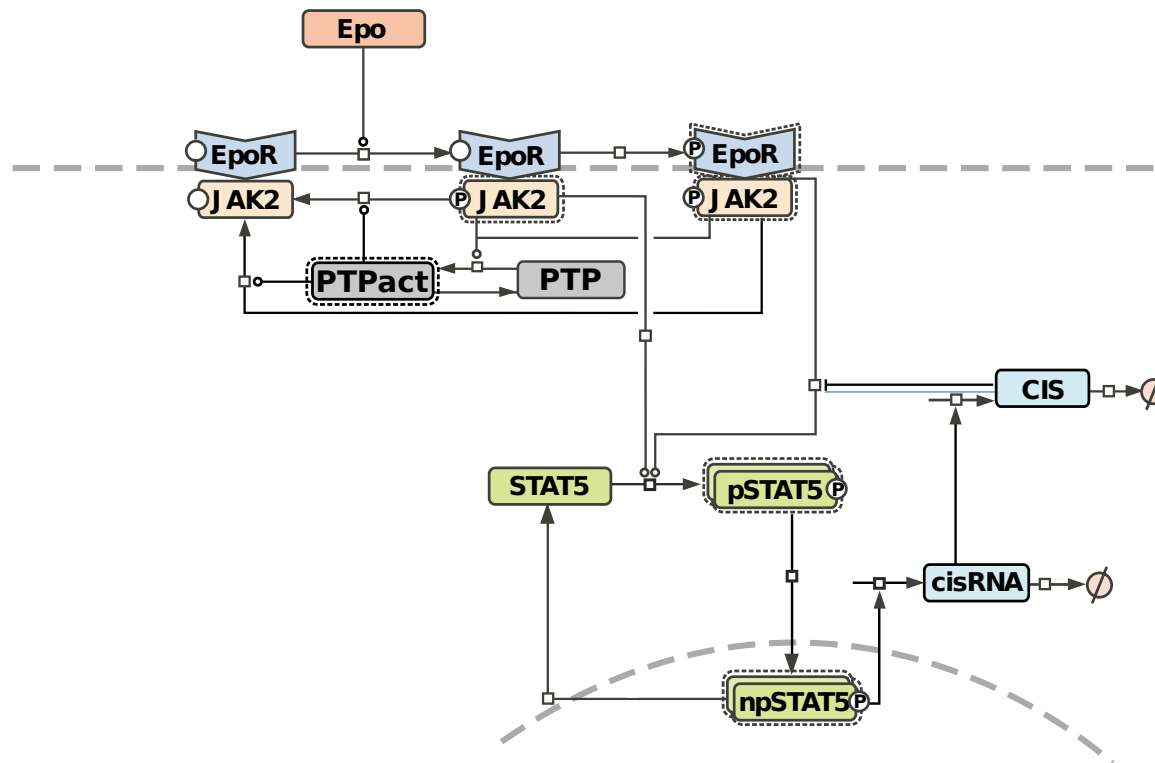 Epo
EpoR
EpoR
P
EpoR
JAK2
P
JAK2
P
JAK2
PTPact
PTP
CIS
STAT5
pSTAT5
P
cisRNA
npSTAT5
P